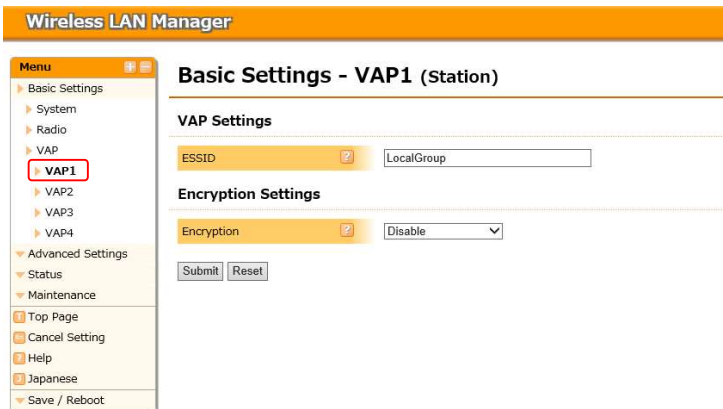 Wireless LAN Manager
Menu
Basic Settings
System
Radio
VAP
VAP1
VAP2
VAP3
VAP4
Advanced Settings
Status
Maintenance
Top Page
Cancel Setting
Help
Japanese
Save / Reboot
Basic Settings - VAP1 (Station)
VAP Settings
ESSID ? LocalGroup
Encryption Settings
Encryption ? Disable
Submit Reset